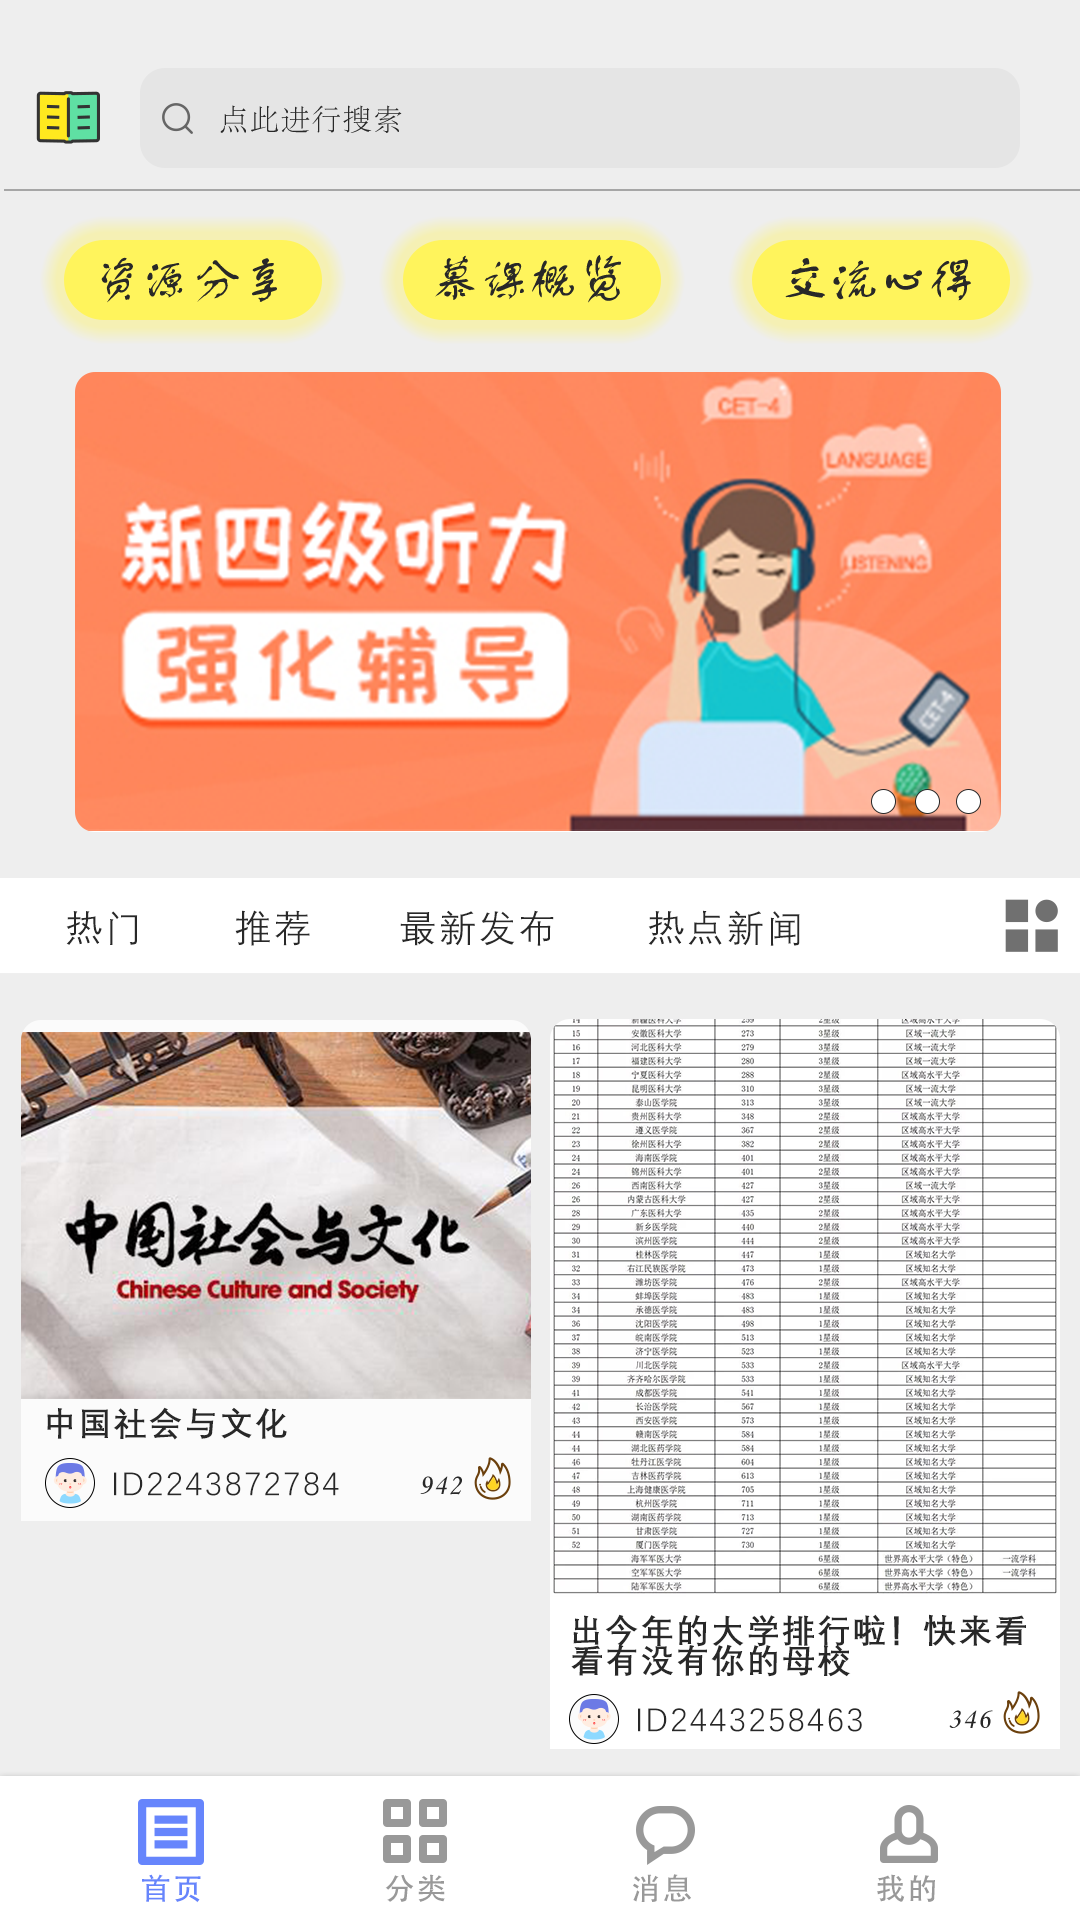 点此进行搜索
资源分享 慕课概览 交流心得
CET-4
LANGUAGE
新四级听力
LISTENING
强化辅导
CET-4
热门 推荐 最新发布 热点新闻
中国社会与文化
Chinese Culture and Society
中国社会与文化
ID2243872784 942
14 新疆医科大学 259 2星级 区域高水平大学
15 安徽医科大学 273 3星级 区域一流大学
16 河北医科大学 279 3星级 区域一流大学
17 福建医科大学 280 3星级 区域一流大学
18 宁夏医科大学 288 2星级 区域高水平大学
19 昆明医科大学 310 3星级 区域一流大学
20 泰山医学院 313 3星级 区域一流大学
21 贵州医科大学 348 2星级 区域高水平大学
22 遵义医学院 367 2星级 区域高水平大学
23 徐州医科大学 382 2星级 区域高水平大学
24 海南医学院 401 2星级 区域高水平大学
24 锦州医科大学 401 2星级 区域高水平大学
26 西南医科大学 427 3星级 区域一流大学
26 内蒙古医科大学 427 2星级 区域高水平大学
28 广东医科大学 435 2星级 区域高水平大学
29 新乡医学院 440 2星级 区域高水平大学
30 滨州医学院 444 2星级 区域高水平大学
31 桂林医学院 447 1星级 区域知名大学
32 右江民族医学院 473 1星级 区域知名大学
33 潍坊医学院 476 2星级 区域高水平大学
34 蚌埠医学院 483 1星级 区域知名大学
34 承德医学院 483 1星级 区域知名大学
36 沈阳医学院 498 1星级 区域知名大学
37 皖南医学院 513 1星级 区域知名大学
38 济宁医学院 523 1星级 区域知名大学
39 川北医学院 533 2星级 区域高水平大学
39 齐齐哈尔医学院 533 1星级 区域知名大学
41 成都医学院 541 1星级 区域知名大学
42 长治医学院 567 1星级 区域知名大学
43 西安医学院 573 1星级 区域知名大学
44 赣南医学院 584 1星级 区域知名大学
44 湖北医药学院 584 1星级 区域知名大学
46 牡丹江医学院 604 1星级 区域知名大学
47 吉林医药学院 613 1星级 区域知名大学
48 上海健康医学院 705 1星级 区域知名大学
49 杭州医学院 711 1星级 区域知名大学
50 湖南医药学院 713 1星级 区域知名大学
51 甘肃医学院 727 1星级 区域知名大学
52 厦门医学院 730 1星级 区域知名大学
海军军医大学 6星级 世界高水平大学（特色） 一流学科
空军军医大学 6星级 世界高水平大学（特色） 一流学科
陆军军医大学 6星级 世界高水平大学（特色）
出今年的大学排行啦！快来看
看有没有你的母校
ID2443258463 346
首页 分类 消息 我的